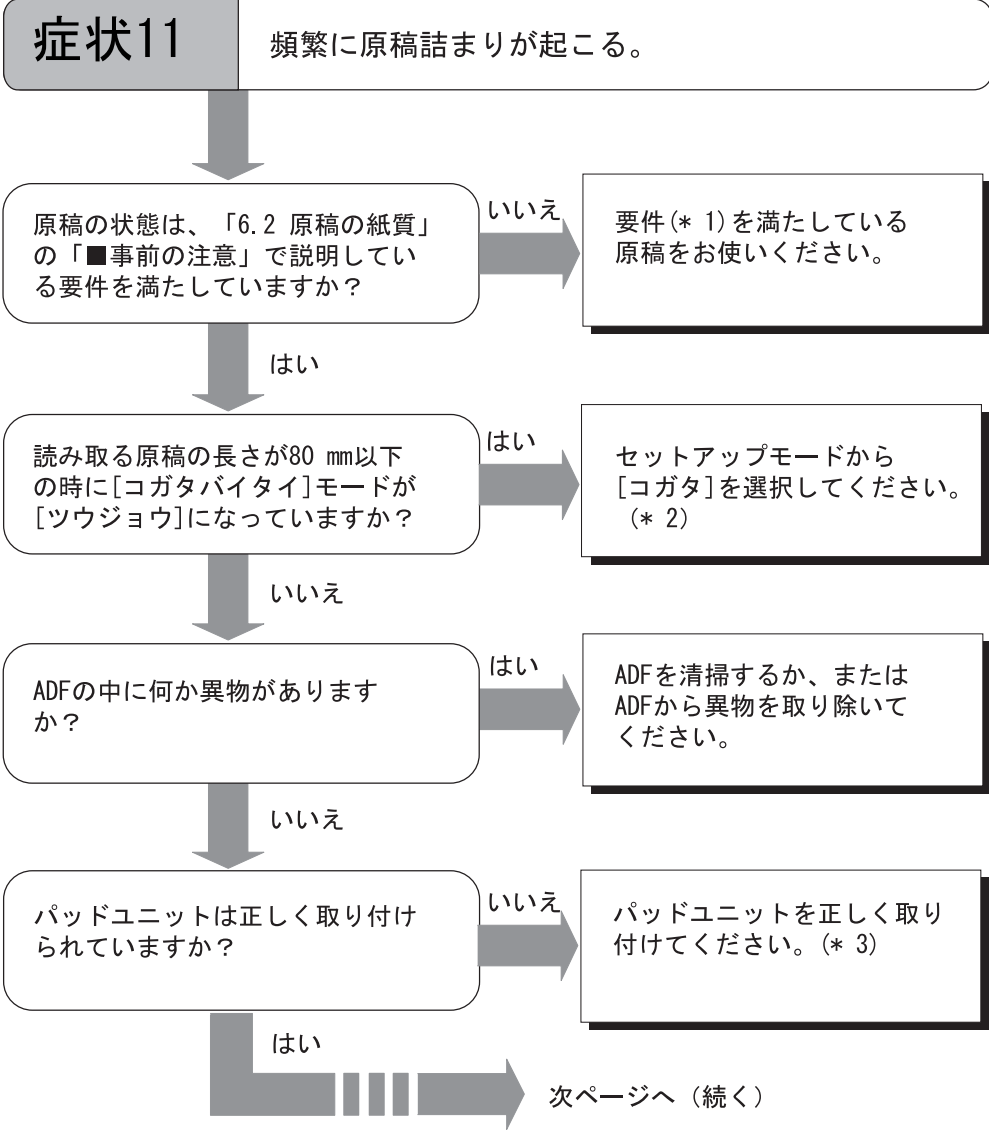 症状11
頻繁に原稿詰まりが起こる。
原稿の状態は、「6.2 原稿の紙質」
の「■事前の注意」で説明してい
る要件を満たしていますか？
いいえ
要件(* 1)を満たしている
原稿をお使いください。
はい
読み取る原稿の長さが80 mm以下
の時に[コガタバイタイ]モードが
[ツウジョウ]になっていますか？
はい
セットアップモードから
[コガタ]を選択してください。
(* 2)
いいえ
ADFの中に何か異物があります
か？
はい
ADFを清掃するか、または
ADFから異物を取り除いて
ください。
いいえ
パッドユニットは正しく取り付け
られていますか？
いいえ
パッドユニットを正しく取り
付けてください。(* 3)
はい
次ページへ（続く）